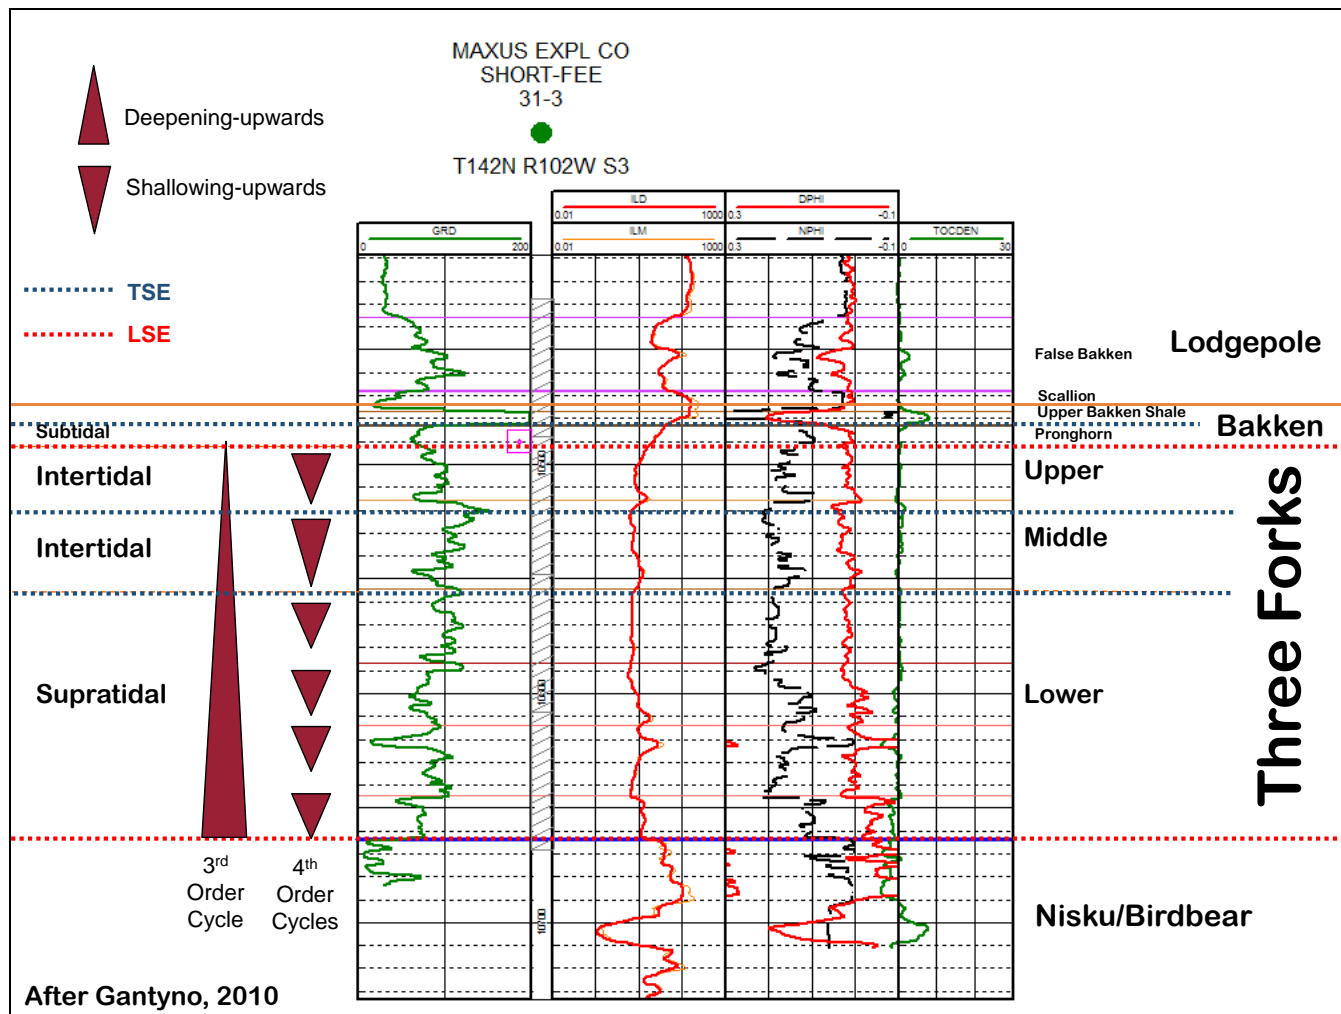 MAXUS EXPL CO
SHORT-FEE
31-3
T142N R102W S3
Deepening-upwards
Shallowing-upwards
TSE
LSE
ILD
0.01 1000
DPHI
0.3 -0.1
GRD
0 200
ILM
0.01 1000
NPHI
0.3 -0.1
TOCDEN
0 30
False Bakken
Lodgepole
Scallion
Upper Bakken Shale
Bakken
Subtidal
Pronghorn
10500
Intertidal
Upper
Intertidal
Middle
Three Forks
Supratidal
10600
Lower
3rd
Order
Cycle
4th
Order
Cycles
10700
Nisku/Birdbear
After Gantyno, 2010